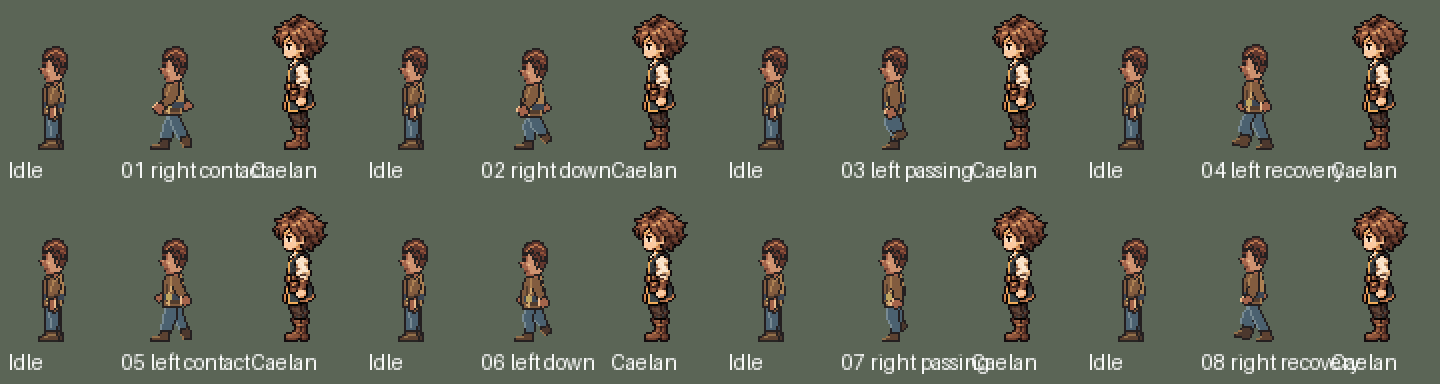 Idle 01 right contact Caelan Idle 02 right down Caelan Idle 03 left passing Caelan Idle 04 left recovery Caelan
Idle 05 left contact Caelan Idle 06 left down Caelan Idle 07 right passing Caelan Idle 08 right recovery Caelan